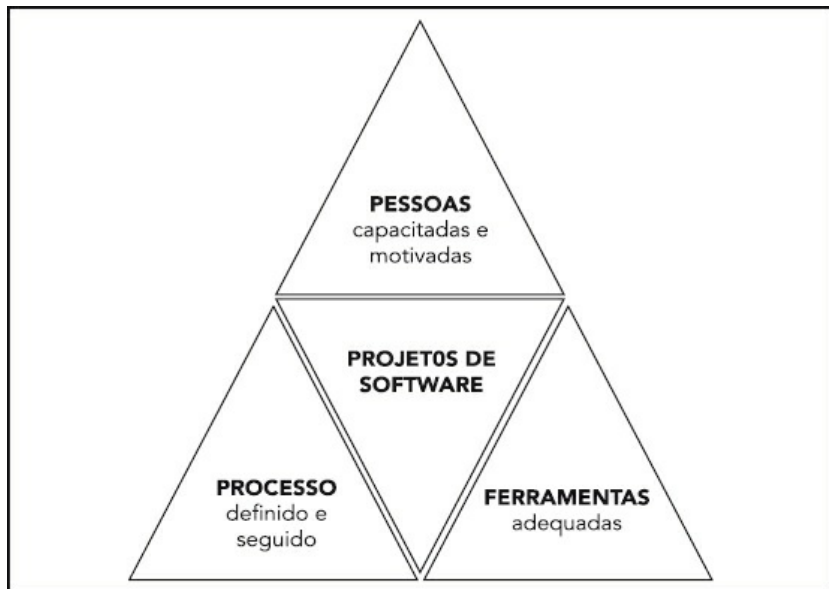 PESSOAS
capacitadas e
motivadas
PROJET0S DE
SOFTWARE
PROCESSO
definido e
seguido
FERRAMENTAS
adequadas